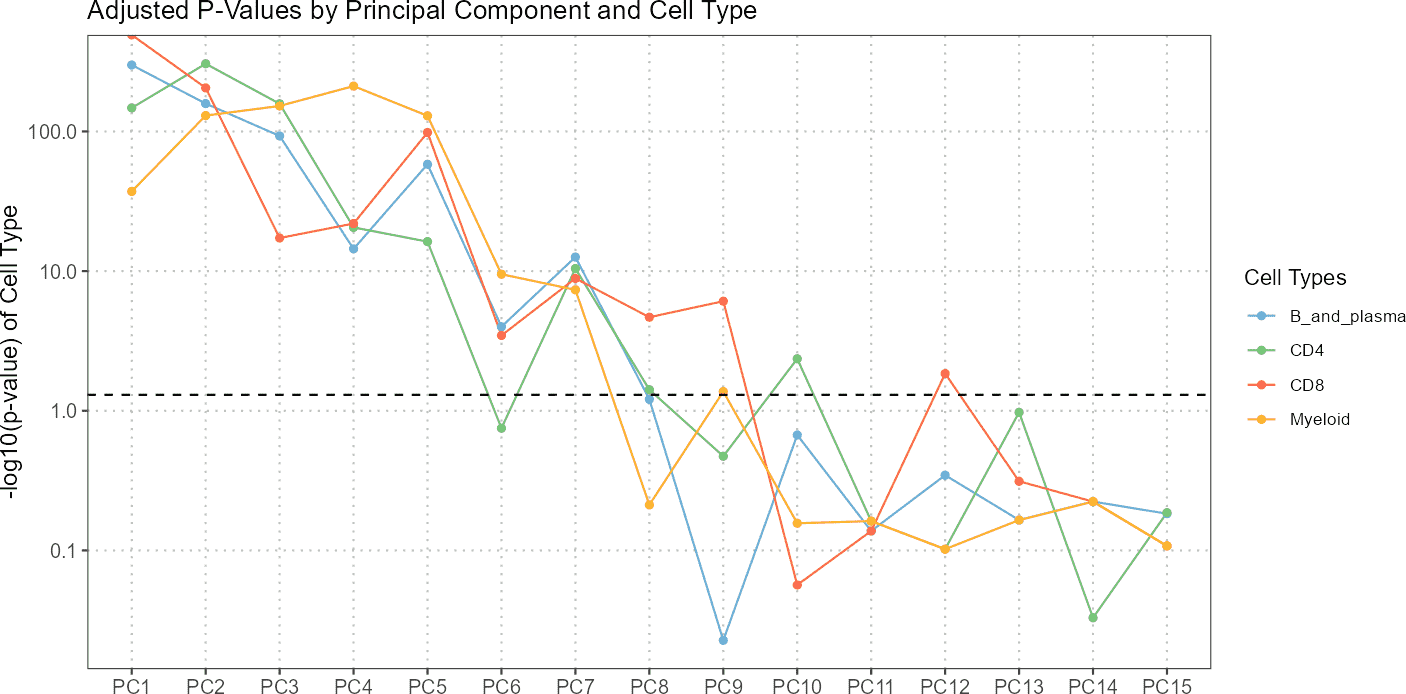 Adjusted P-Values by Principal Component and Cell Type
-log10(p-value) of Cell Type
100.0
10.0
1.0
0.1
PC1 PC2 PC3 PC4 PC5 PC6 PC7 PC8 PC9 PC10 PC11 PC12 PC13 PC14 PC15
Cell Types
B_and_plasma
CD4
CD8
Myeloid